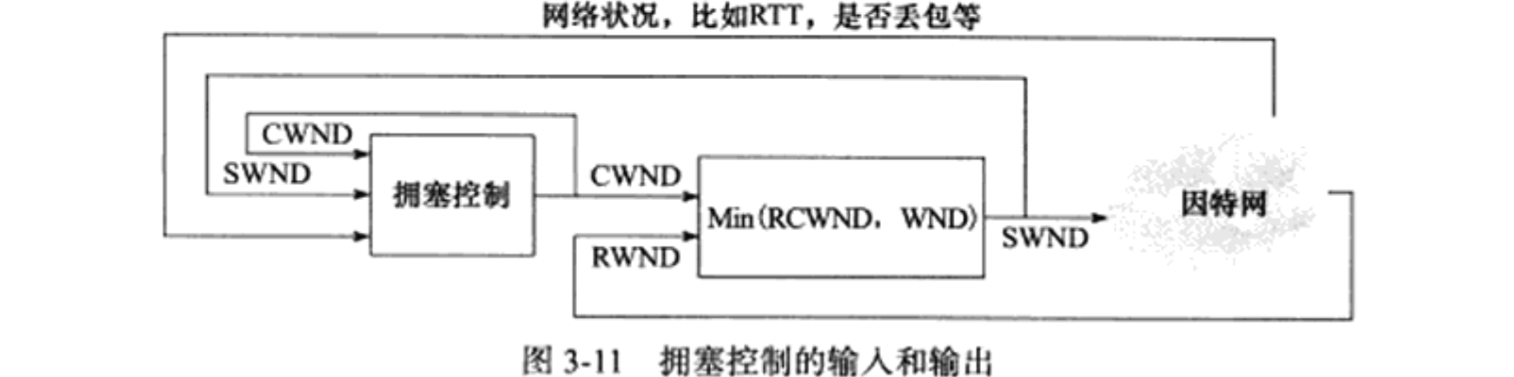 网络状况，比如RTT，是否丢包等
CWND
SWND
拥塞控制
CWND
RWND
Min(RCWND，WND)
SWND
因特网
图 3-11 拥塞控制的输入和输出